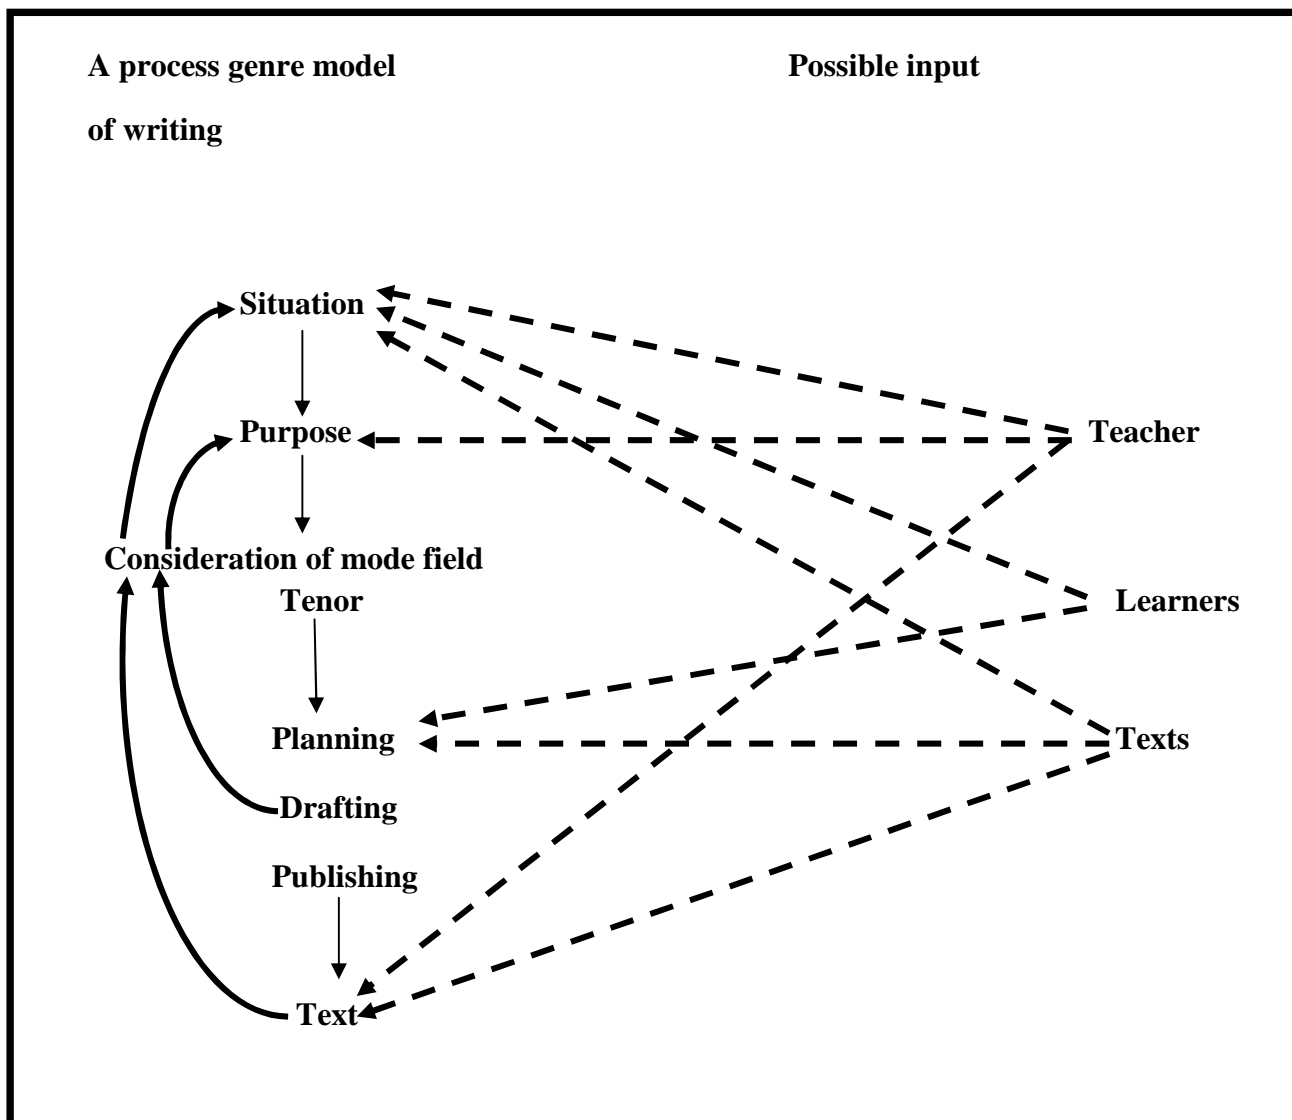 A process genre model
of writing
Possible input
Situation
Purpose
Teacher
Consideration of mode field
Tenor
Learners
Planning
Texts
Drafting
Publishing
Text